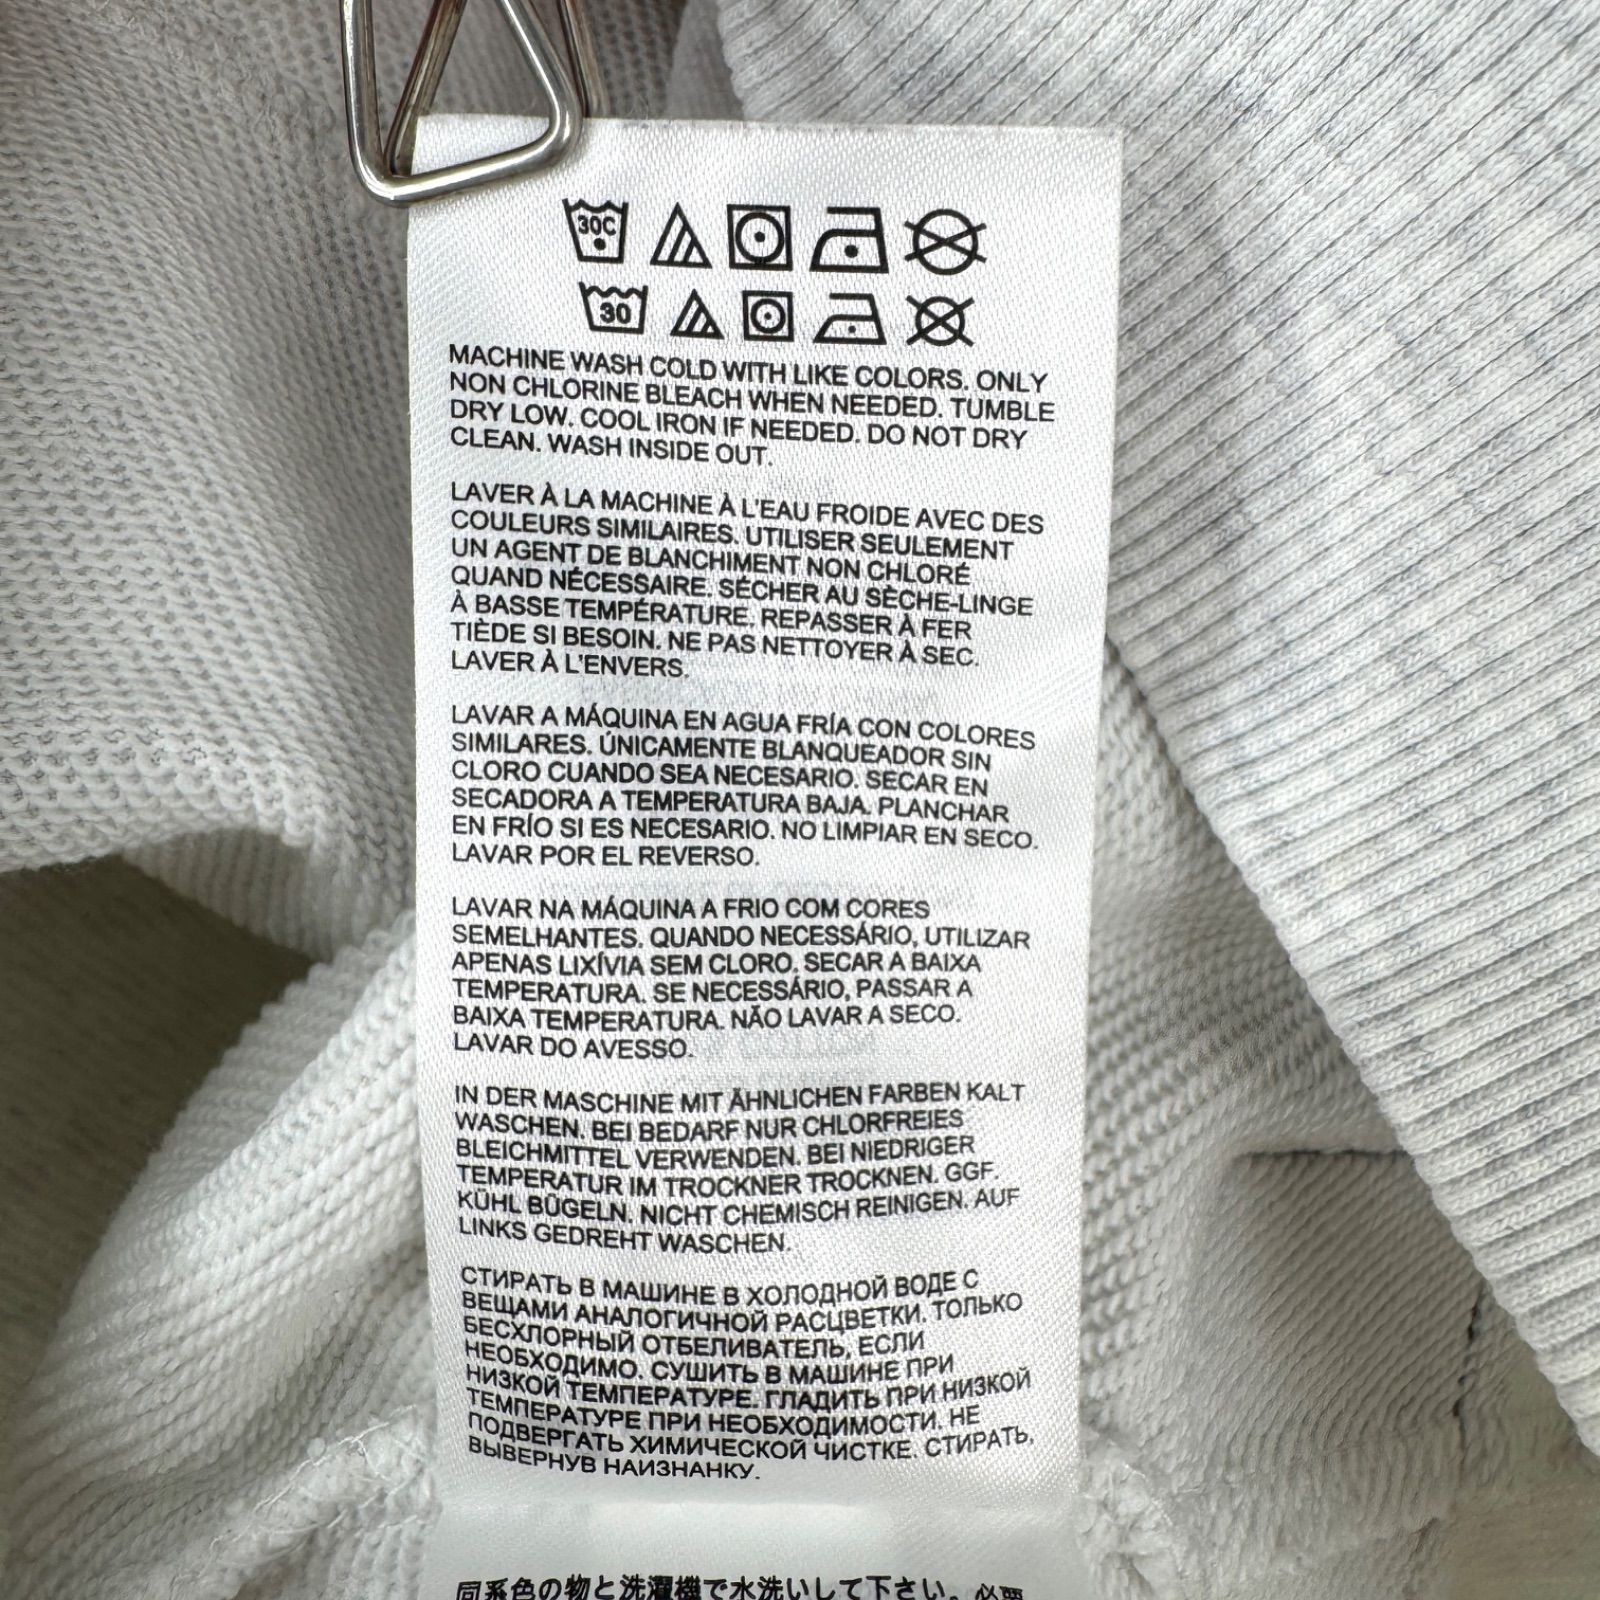 30C
30
MACHINE WASH COLD WITH LIKE COLORS. ONLY
NON CHLORINE BLEACH WHEN NEEDED. TUMBLE
DRY LOW. COOL IRON IF NEEDED. DO NOT DRY
CLEAN. WASH INSIDE OUT.
LAVER À LA MACHINE À L'EAU FROIDE AVEC DES
COULEURS SIMILAIRES. UTILISER SEULEMENT
UN AGENT DE BLANCHIMENT NON CHLORÉ
QUAND NÉCESSAIRE. SÉCHER AU SÈCHE-LINGE
À BASSE TEMPÉRATURE. REPASSER À FER
TIÈDE SI BESOIN. NE PAS NETTOYER À SEC.
LAVER À L'ENVERS.
LAVAR A MÁQUINA EN AGUA FRÍA CON COLORES
SIMILARES. ÚNICAMENTE BLANQUEADOR SIN
CLORO CUANDO SEA NECESARIO. SECAR EN
SECADORA A TEMPERATURA BAJA. PLANCHAR
EN FRÍO SI ES NECESARIO. NO LIMPIAR EN SECO.
LAVAR POR EL REVERSO.
LAVAR NA MÁQUINA A FRIO COM CORES
SEMELHANTES. QUANDO NECESSÁRIO, UTILIZAR
APENAS LIXÍVIA SEM CLORO. SECAR A BAIXA
TEMPERATURA. SE NECESSÁRIO, PASSAR A
BAIXA TEMPERATURA. NÃO LAVAR A SECO.
LAVAR DO AVESSO.
IN DER MASCHINE MIT ÄHNLICHEN FARBEN KALT
WASCHEN. BEI BEDARF NUR CHLORFREIES
BLEICHMITTEL VERWENDEN. BEI NIEDRIGER
TEMPERATUR IM TROCKNER TROCKNEN. GGF.
KÜHL BÜGELN. NICHT CHEMISCH REINIGEN. AUF
LINKS GEDREHT WASCHEN.
СТИРАТЬ В МАШИНЕ В ХОЛОДНОЙ ВОДЕ С
ВЕЩАМИ АНАЛОГИЧНОЙ РАСЦВЕТКИ. ТОЛЬКО
БЕСХЛОРНЫЙ ОТБЕЛИВАТЕЛЬ, ЕСЛИ
НЕОБХОДИМО. СУШИТЬ В МАШИНЕ ПРИ
НИЗКОЙ ТЕМПЕРАТУРЕ. ГЛАДИТЬ ПРИ НИЗКОЙ
ТЕМПЕРАТУРЕ ПРИ НЕОБХОДИМОСТИ. НЕ
ПОДВЕРГАТЬ ХИМИЧЕСКОЙ ЧИСТКЕ. СТИРАТЬ,
ВЫВЕРНУВ НАИЗНАНКУ.
同系色の物と洗濯機で水洗いして下さい。必要